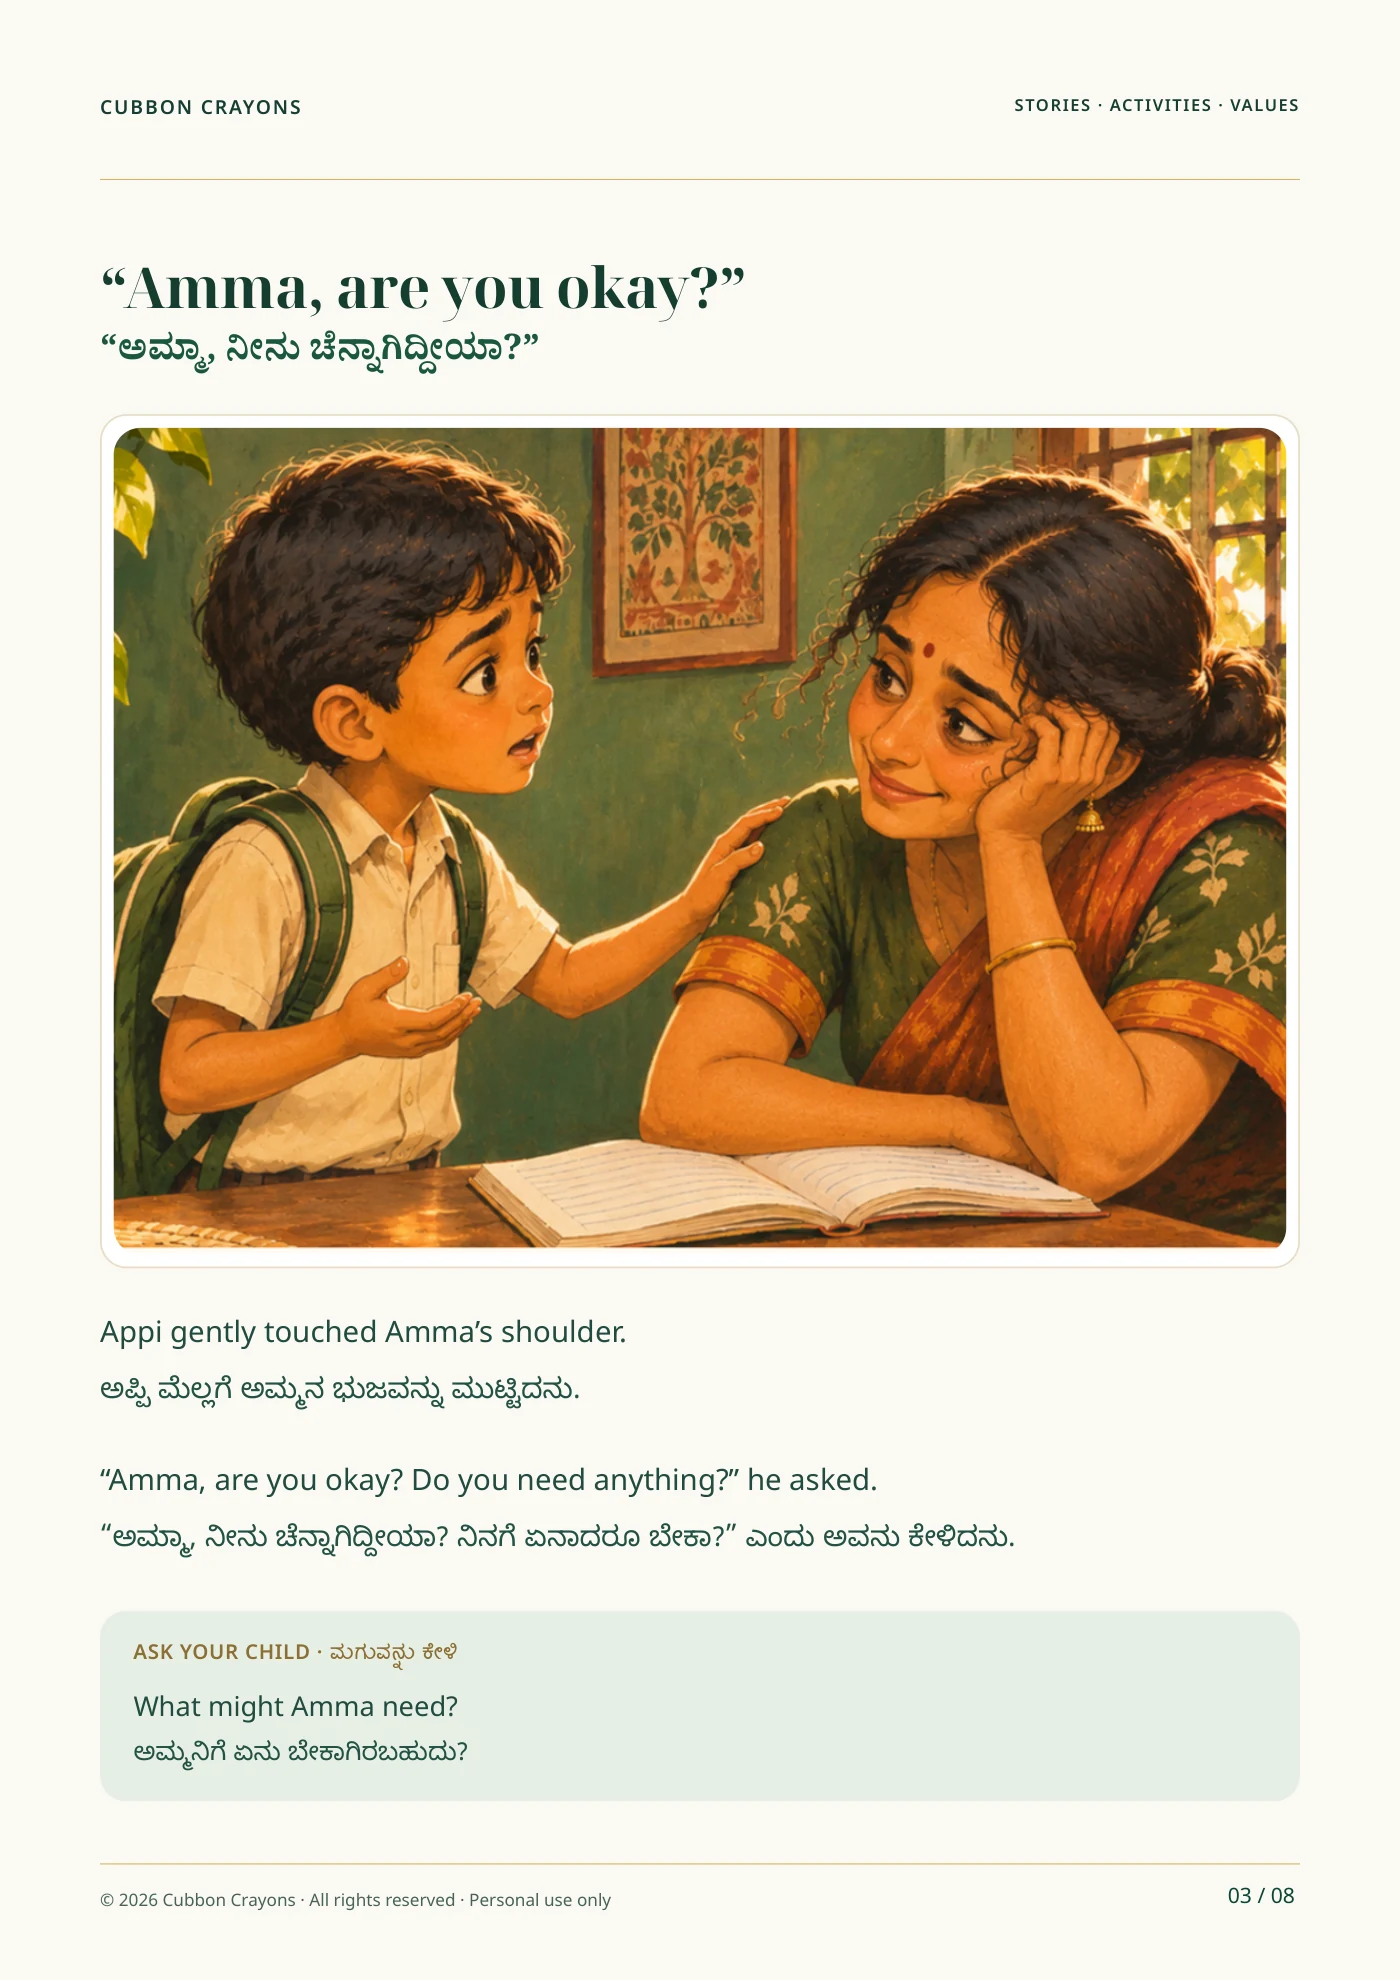 CUBBON CRAYONS
STORIES · ACTIVITIES · VALUES
“Amma, are you okay?”
“ಅಮ್ಮಾ, ನೀನು ಚೆನ್ನಾಗಿದ್ದೀಯಾ?”
Appi gently touched Amma’s shoulder.
ಅಪ್ಪಿ ಮೆಲ್ಲಗೆ ಅಮ್ಮನ ಭುಜವನ್ನು ಮುಟ್ಟಿದನು.
“Amma, are you okay? Do you need anything?” he asked.
“ಅಮ್ಮಾ, ನೀನು ಚೆನ್ನಾಗಿದ್ದೀಯಾ? ನಿನಗೆ ಏನಾದರೂ ಬೇಕಾ?” ಎಂದು ಅವನು ಕೇಳಿದನು.
ASK YOUR CHILD · ಮಗುವನ್ನು ಕೇಳಿ
What might Amma need?
ಅಮ್ಮನಿಗೆ ಏನು ಬೇಕಾಗಿರಬಹುದು?
© 2026 Cubbon Crayons · All rights reserved · Personal use only
03 / 08